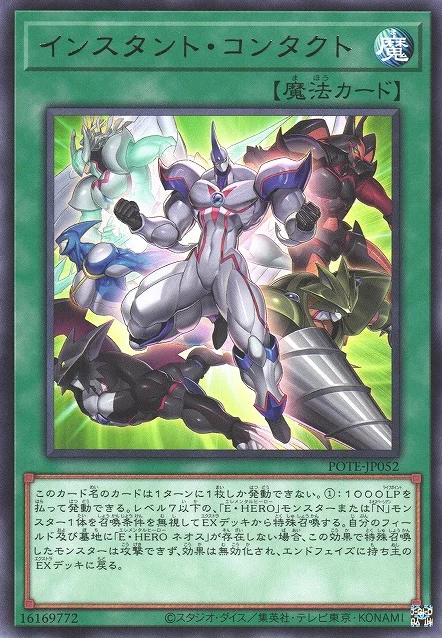 インスタント・コンタクト
魔
【魔法カード】
POTE-JP052
このカード名のカードは1ターンに1枚しか発動できない。①：1000LPを
払って発動できる。レベル7以下の、「E・HERO」モンスターまたは「N」モ
ンスター1体を召喚条件を無視してEXデッキから特殊召喚する。自分のフィー
ルド及び墓地に「E・HERO ネオス」が存在しない場合、この効果で特殊召喚
したモンスターは攻撃できず、効果は無効化され、エンドフェイズに持ち主の
EXデッキに戻る。
16169772
©スタジオ・ダイス／集英社・テレビ東京・KONAMI